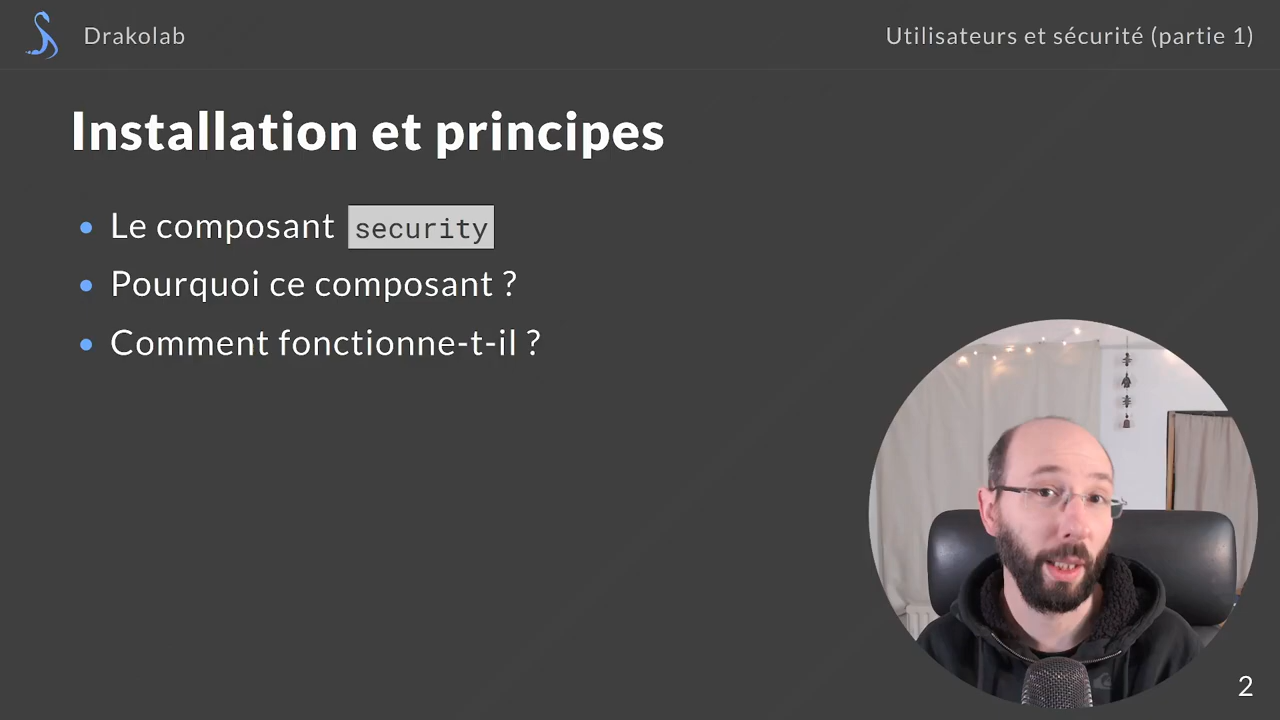 Drakolab
Utilisateurs et sécurité (partie 1)
Installation et principes
Le composant security
Pourquoi ce composant ?
Comment fonctionne-t-il ?
2